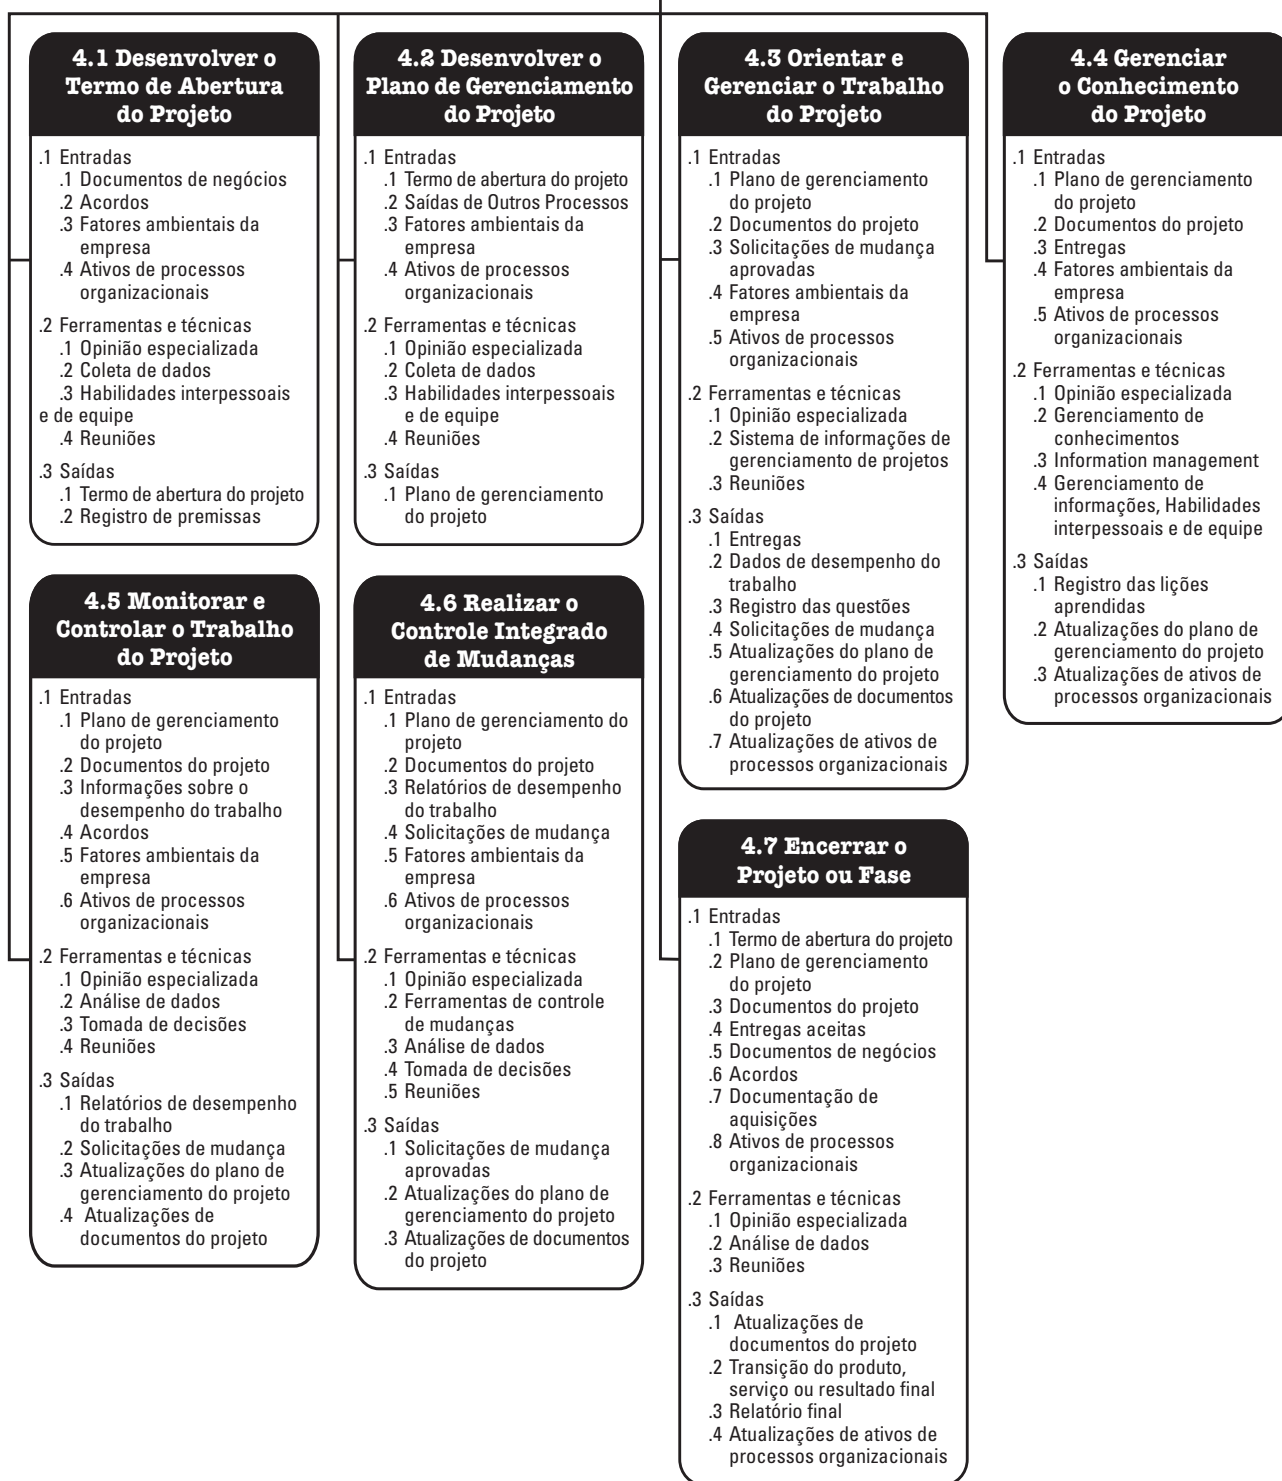 4.1 Desenvolver o
Termo de Abertura
do Projeto
.1 Entradas
.1 Documentos de negócios
.2 Acordos
.3 Fatores ambientais da
empresa
.4 Ativos de processos
organizacionais
.2 Ferramentas e técnicas
.1 Opinião especializada
.2 Coleta de dados
.3 Habilidades interpessoais
e de equipe
.4 Reuniões
.3 Saídas
.1 Termo de abertura do projeto
.2 Registro de premissas
4.2 Desenvolver o
Plano de Gerenciamento
do Projeto
.1 Entradas
.1 Termo de abertura do projeto
.2 Saídas de Outros Processos
.3 Fatores ambientais da
empresa
.4 Ativos de processos
organizacionais
.2 Ferramentas e técnicas
.1 Opinião especializada
.2 Coleta de dados
.3 Habilidades interpessoais
e de equipe
.4 Reuniões
.3 Saídas
.1 Plano de gerenciamento
do projeto
4.3 Orientar e
Gerenciar o Trabalho
do Projeto
.1 Entradas
.1 Plano de gerenciamento
do projeto
.2 Documentos do projeto
.3 Solicitações de mudança
aprovadas
.4 Fatores ambientais da
empresa
.5 Ativos de processos
organizacionais
.2 Ferramentas e técnicas
.1 Opinião especializada
.2 Sistema de informações de
gerenciamento de projetos
.3 Reuniões
.3 Saídas
.1 Entregas
.2 Dados de desempenho do
trabalho
.3 Registro das questões
.4 Solicitações de mudança
.5 Atualizações do plano de
gerenciamento do projeto
.6 Atualizações de documentos
do projeto
.7 Atualizações de ativos de
processos organizacionais
4.4 Gerenciar
o Conhecimento
do Projeto
.1 Entradas
.1 Plano de gerenciamento
do projeto
.2 Documentos do projeto
.3 Entregas
.4 Fatores ambientais da
empresa
.5 Ativos de processos
organizacionais
.2 Ferramentas e técnicas
.1 Opinião especializada
.2 Gerenciamento de
conhecimentos
.3 Information management
.4 Gerenciamento de
informações, Habilidades
interpessoais e de equipe
.3 Saídas
.1 Registro das lições
aprendidas
.2 Atualizações do plano de
gerenciamento do projeto
.3 Atualizações de ativos de
processos organizacionais
4.5 Monitorar e
Controlar o Trabalho
do Projeto
.1 Entradas
.1 Plano de gerenciamento
do projeto
.2 Documentos do projeto
.3 Informações sobre o
desempenho do trabalho
.4 Acordos
.5 Fatores ambientais da
empresa
.6 Ativos de processos
organizacionais
.2 Ferramentas e técnicas
.1 Opinião especializada
.2 Análise de dados
.3 Tomada de decisões
.4 Reuniões
.3 Saídas
.1 Relatórios de desempenho
do trabalho
.2 Solicitações de mudança
.3 Atualizações do plano de
gerenciamento do projeto
.4 Atualizações de
documentos do projeto
4.6 Realizar o
Controle Integrado
de Mudanças
.1 Entradas
.1 Plano de gerenciamento do
projeto
.2 Documentos do projeto
.3 Relatórios de desempenho
do trabalho
.4 Solicitações de mudança
.5 Fatores ambientais da
empresa
.6 Ativos de processos
organizacionais
.2 Ferramentas e técnicas
.1 Opinião especializada
.2 Ferramentas de controle
de mudanças
.3 Análise de dados
.4 Tomada de decisões
.5 Reuniões
.3 Saídas
.1 Solicitações de mudança
aprovadas
.2 Atualizações do plano de
gerenciamento do projeto
.3 Atualizações de documentos
do projeto
4.7 Encerrar o
Projeto ou Fase
.1 Entradas
.1 Termo de abertura do projeto
.2 Plano de gerenciamento
do projeto
.3 Documentos do projeto
.4 Entregas aceitas
.5 Documentos de negócios
.6 Acordos
.7 Documentação de
aquisições
.8 Ativos de processos
organizacionais
.2 Ferramentas e técnicas
.1 Opinião especializada
.2 Análise de dados
.3 Reuniões
.3 Saídas
.1 Atualizações de
documentos do projeto
.2 Transição do produto,
serviço ou resultado final
.3 Relatório final
.4 Atualizações de ativos de
processos organizacionais